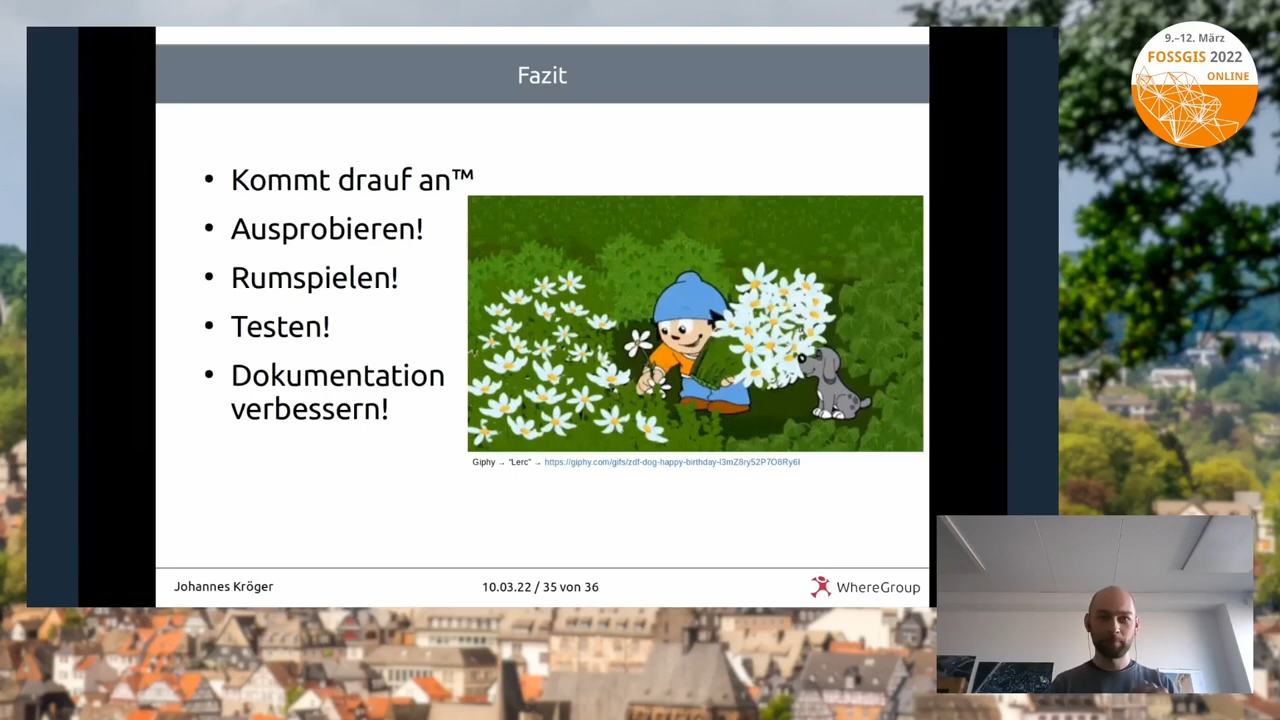 9.–12. März
FOSSGIS 2022
ONLINE
Fazit
• Kommt drauf an™
• Ausprobieren!
• Rumspielen!
• Testen!
• Dokumentation
verbessern!
Giphy → "Lerc" → https://giphy.com/gifs/zdf-dog-happy-birthday-l3mZ8ry52P7O8Ry6l
Johannes Kröger
10.03.22 / 35 von 36
WhereGroup